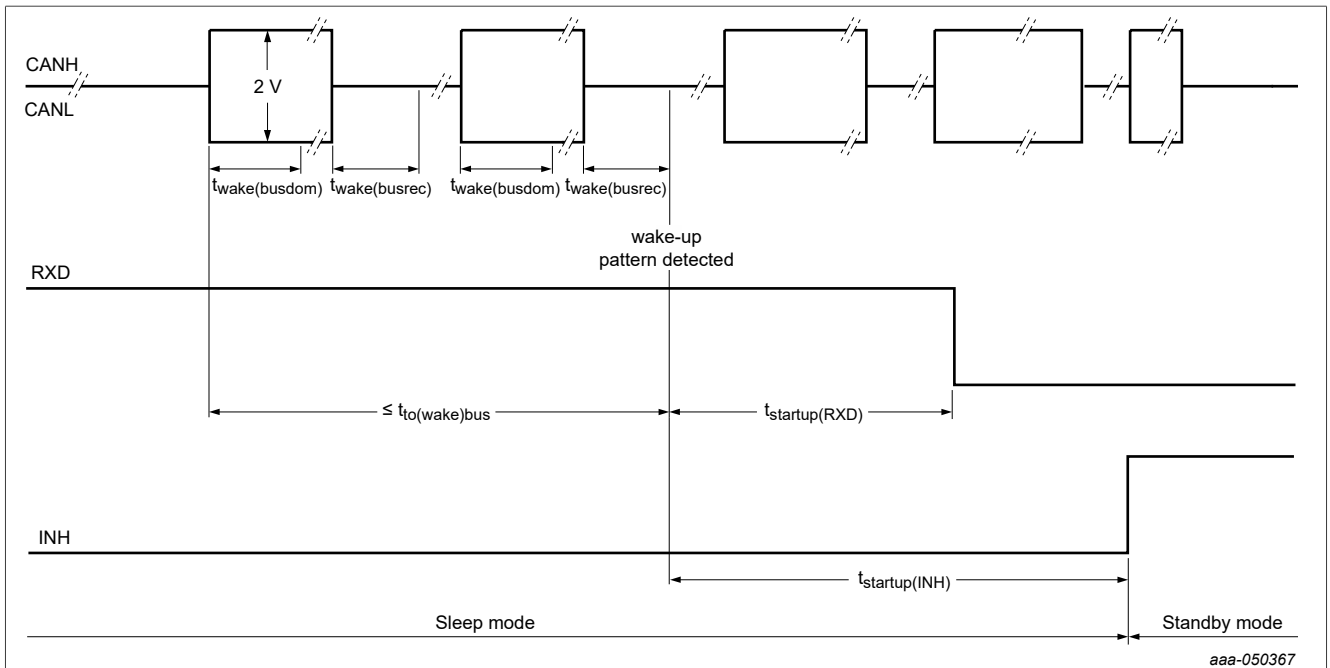 CANH
CANL
2 V
twake(busdom) twake(busrec) twake(busdom) twake(busrec)
wake-up
pattern detected
RXD
≤ tto(wake)bus
tstartup(RXD)
INH
tstartup(INH)
Sleep mode
Standby mode
aaa-050367